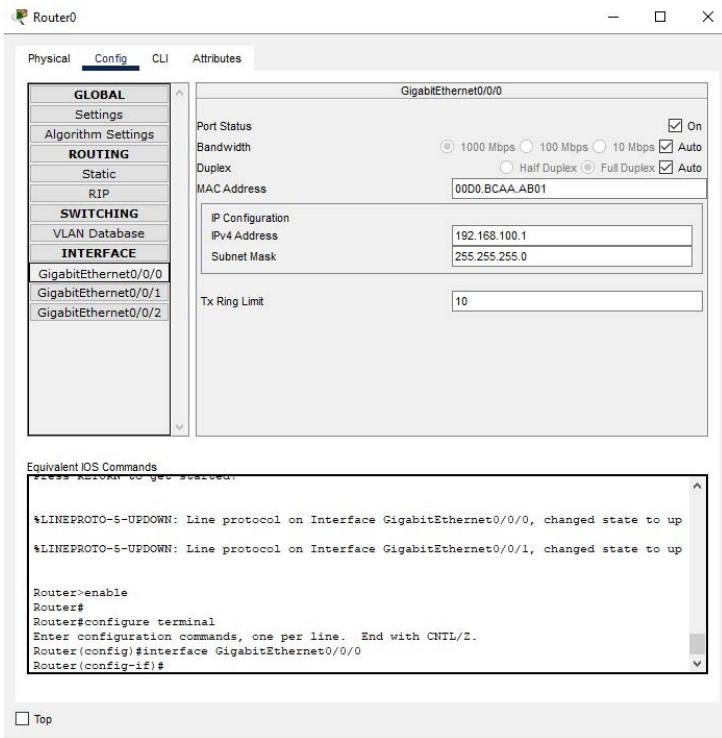 Router0
Physical Config CLI Attributes
GLOBAL
Settings
Algorithm Settings
ROUTING
Static
RIP
SWITCHING
VLAN Database
INTERFACE
GigabitEthernet0/0/0
GigabitEthernet0/0/1
GigabitEthernet0/0/2
GigabitEthernet0/0/0
Port Status On
Bandwidth 1000 Mbps 100 Mbps 10 Mbps Auto
Duplex Half Duplex Full Duplex Auto
MAC Address 00D0.BCAA.AB01
IP Configuration
IPv4 Address 192.168.100.1
Subnet Mask 255.255.255.0
Tx Ring Limit 10
Equivalent IOS Commands
Press RETURN to get started!
%LINEPROTO-5-UPDOWN: Line protocol on Interface GigabitEthernet0/0/0, changed state to up
%LINEPROTO-5-UPDOWN: Line protocol on Interface GigabitEthernet0/0/1, changed state to up
Router>enable
Router#
Router#configure terminal
Enter configuration commands, one per line. End with CNTL/Z.
Router(config)#interface GigabitEthernet0/0/0
Router(config-if)#
Top